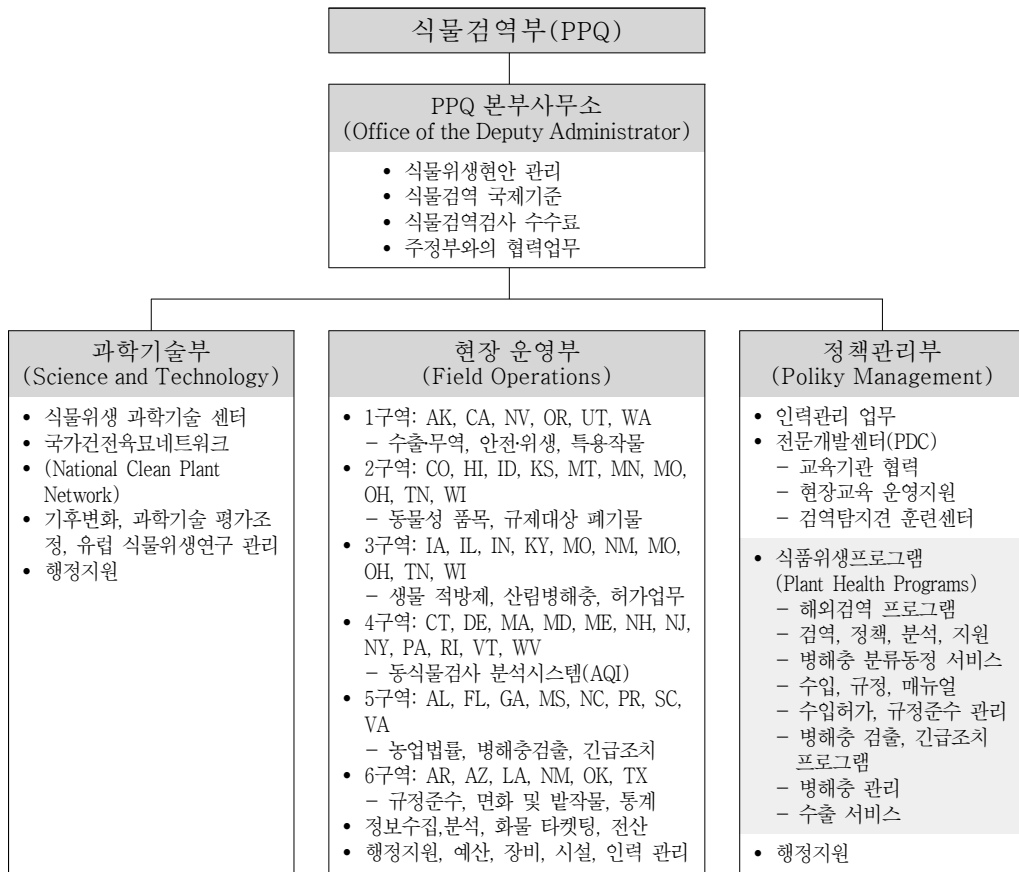 식물검역부(PPQ)
PPQ 본부사무소
(Office of the Deputy Administrator)
• 식물위생현안 관리
• 식물검역 국제기준
• 식물검역검사 수수료
• 주정부와의 협력업무
과학기술부
(Science and Technology)
• 식물위생 과학기술 센터
• 국가건전육묘네트워크
• (National Clean Plant
Network)
• 기후변화, 과학기술 평가조
정, 유럽 식물위생연구 관리
• 행정지원
현장 운영부
(Field Operations)
• 1구역: AK, CA, NV, OR, UT, WA
– 수출·무역, 안전·위생, 특용작물
• 2구역: CO, HI, ID, KS, MT, MN, MO,
OH, TN, WI
– 동물성 품목, 규제대상 폐기물
• 3구역: IA, IL, IN, KY, MO, NM, MO,
OH, TN, WI
– 생물 적방제, 산림병해충, 허가업무
• 4구역: CT, DE, MA, MD, ME, NH, NJ,
NY, PA, RI, VT, WV
– 동식물검사 분석시스템(AQI)
• 5구역: AL, FL, GA, MS, NC, PR, SC,
VA
– 농업법률, 병해충검출, 긴급조치
• 6구역: AR, AZ, LA, NM, OK, TX
– 규정준수, 면화 및 밭작물, 통계
• 정보수집,분석, 화물 타켓팅, 전산
• 행정지원, 예산, 장비, 시설, 인력 관리
정책관리부
(Poliky Management)
• 인력관리 업무
• 전문개발센터(PDC)
– 교육기관 협력
– 현장교육 운영지원
– 검역탐지견 훈련센터
• 식품위생프로그램
(Plant Health Programs)
– 해외검역 프로그램
– 검역, 정책, 분석, 지원
– 병해충 분류동정 서비스
– 수입, 규정, 매뉴얼
– 수입허가, 규정준수 관리
– 병해충 검출, 긴급조치
프로그램
– 병해충 관리
– 수출 서비스
• 행정지원